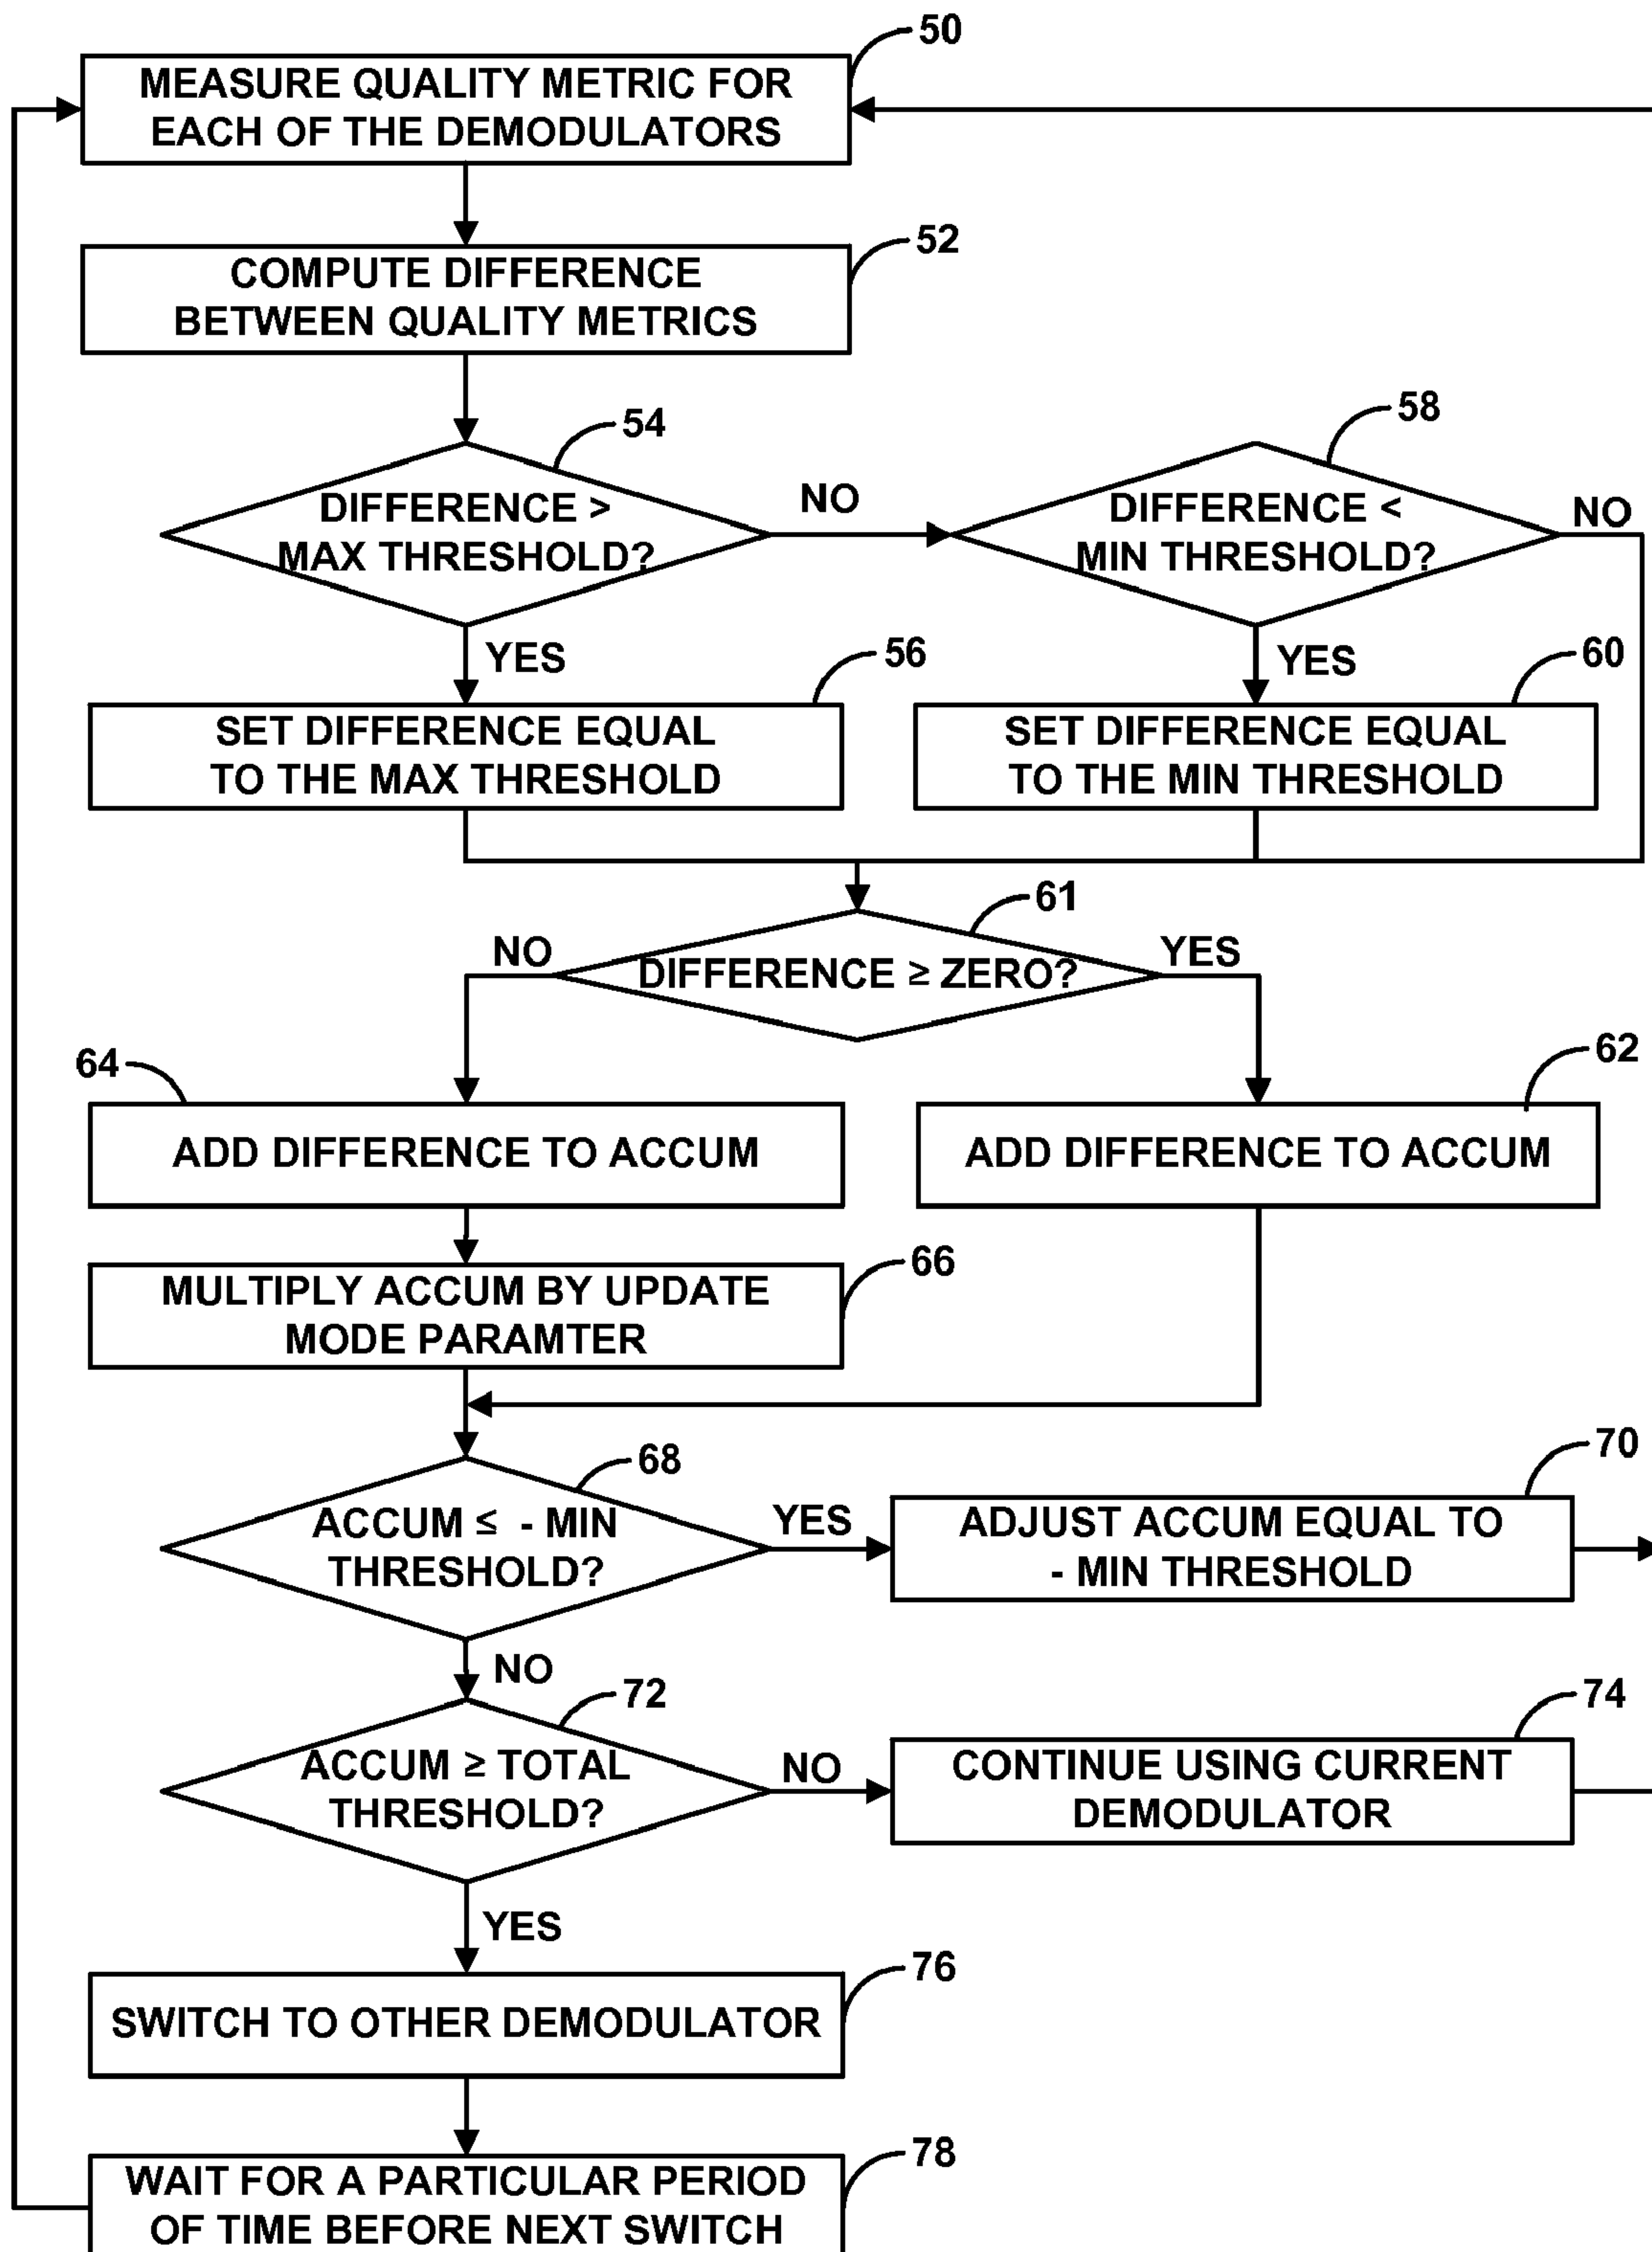 50
MEASURE QUALITY METRIC FOR
EACH OF THE DEMODULATORS
52
COMPUTE DIFFERENCE
BETWEEN QUALITY METRICS
54
DIFFERENCE >
MAX THRESHOLD?
NO
58
DIFFERENCE <
MIN THRESHOLD?
NO
YES
56
SET DIFFERENCE EQUAL
TO THE MAX THRESHOLD
YES
60
SET DIFFERENCE EQUAL
TO THE MIN THRESHOLD
61
NO
DIFFERENCE ≥ ZERO?
YES
64
ADD DIFFERENCE TO ACCUM
62
ADD DIFFERENCE TO ACCUM
66
MULTIPLY ACCUM BY UPDATE
MODE PARAMTER
68
ACCUM ≤ - MIN
THRESHOLD?
YES
70
ADJUST ACCUM EQUAL TO
- MIN THRESHOLD
NO
72
ACCUM ≥ TOTAL
THRESHOLD?
NO
74
CONTINUE USING CURRENT
DEMODULATOR
YES
76
SWITCH TO OTHER DEMODULATOR
78
WAIT FOR A PARTICULAR PERIOD
OF TIME BEFORE NEXT SWITCH